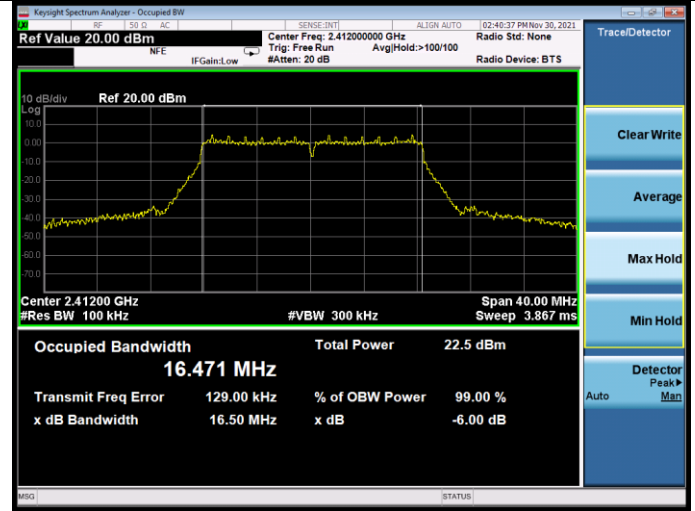 Keysight Spectrum Analyzer - Occupied BW
RF 50 Ω AC SENSE:INT ALIGN AUTO 02:40:37 PM Nov 30, 2021
Ref Value 20.00 dBm Center Freq: 2.412000000 GHz Radio Std: None
NFE Trig: Free Run Avg|Hold:>100/100
IFGain:Low #Atten: 20 dB Radio Device: BTS
Trace/Detector
10 dB/div Ref 20.00 dBm
Log
10.0
0.00
-10.0
-20.0
-30.0
-40.0
-50.0
-60.0
-70.0
Center 2.41200 GHz Span 40.00 MHz
#Res BW 100 kHz #VBW 300 kHz Sweep 3.867 ms
Occupied Bandwidth Total Power 22.5 dBm
16.471 MHz
Transmit Freq Error 129.00 kHz % of OBW Power 99.00 %
x dB Bandwidth 16.50 MHz x dB -6.00 dB
Clear Write
Average
Max Hold
Min Hold
Detector
Peak▶
Auto Man
MSG STATUS